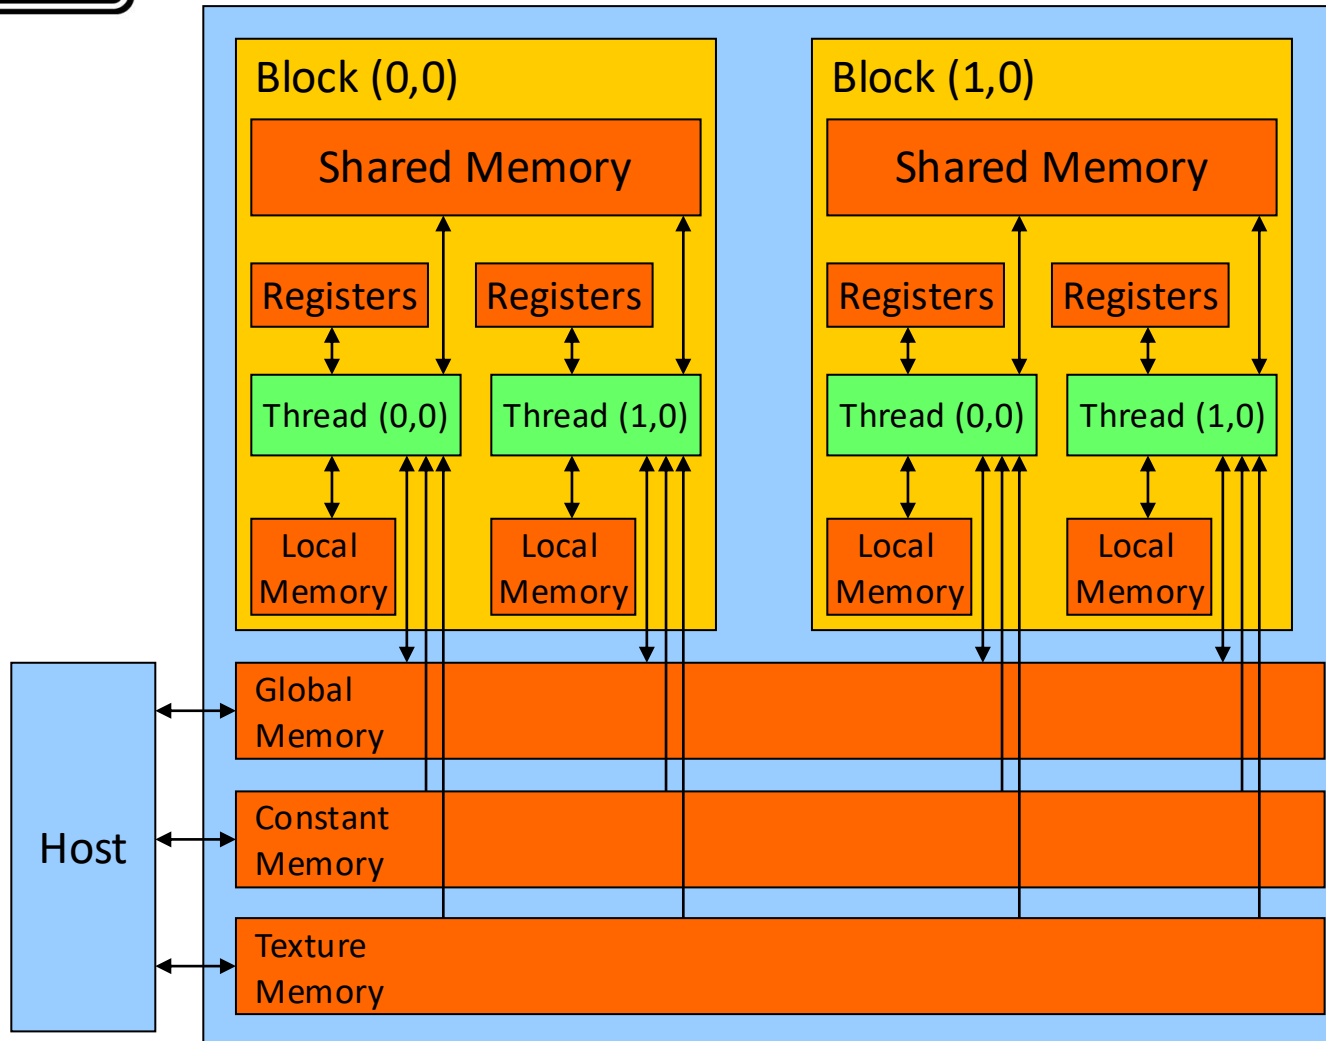 Block (0,0)
Shared Memory
Registers
Registers
Thread (0,0)
Thread (1,0)
Local
Memory
Local
Memory
Block (1,0)
Shared Memory
Registers
Registers
Thread (0,0)
Thread (1,0)
Local
Memory
Local
Memory
Host
Global
Memory
Constant
Memory
Texture
Memory